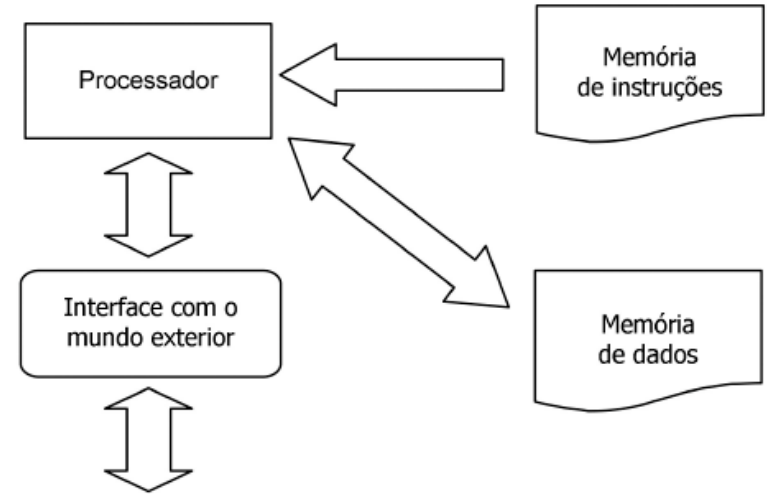 Processador
Memória
de instruções
Interface com o
mundo exterior
Memória
de dados